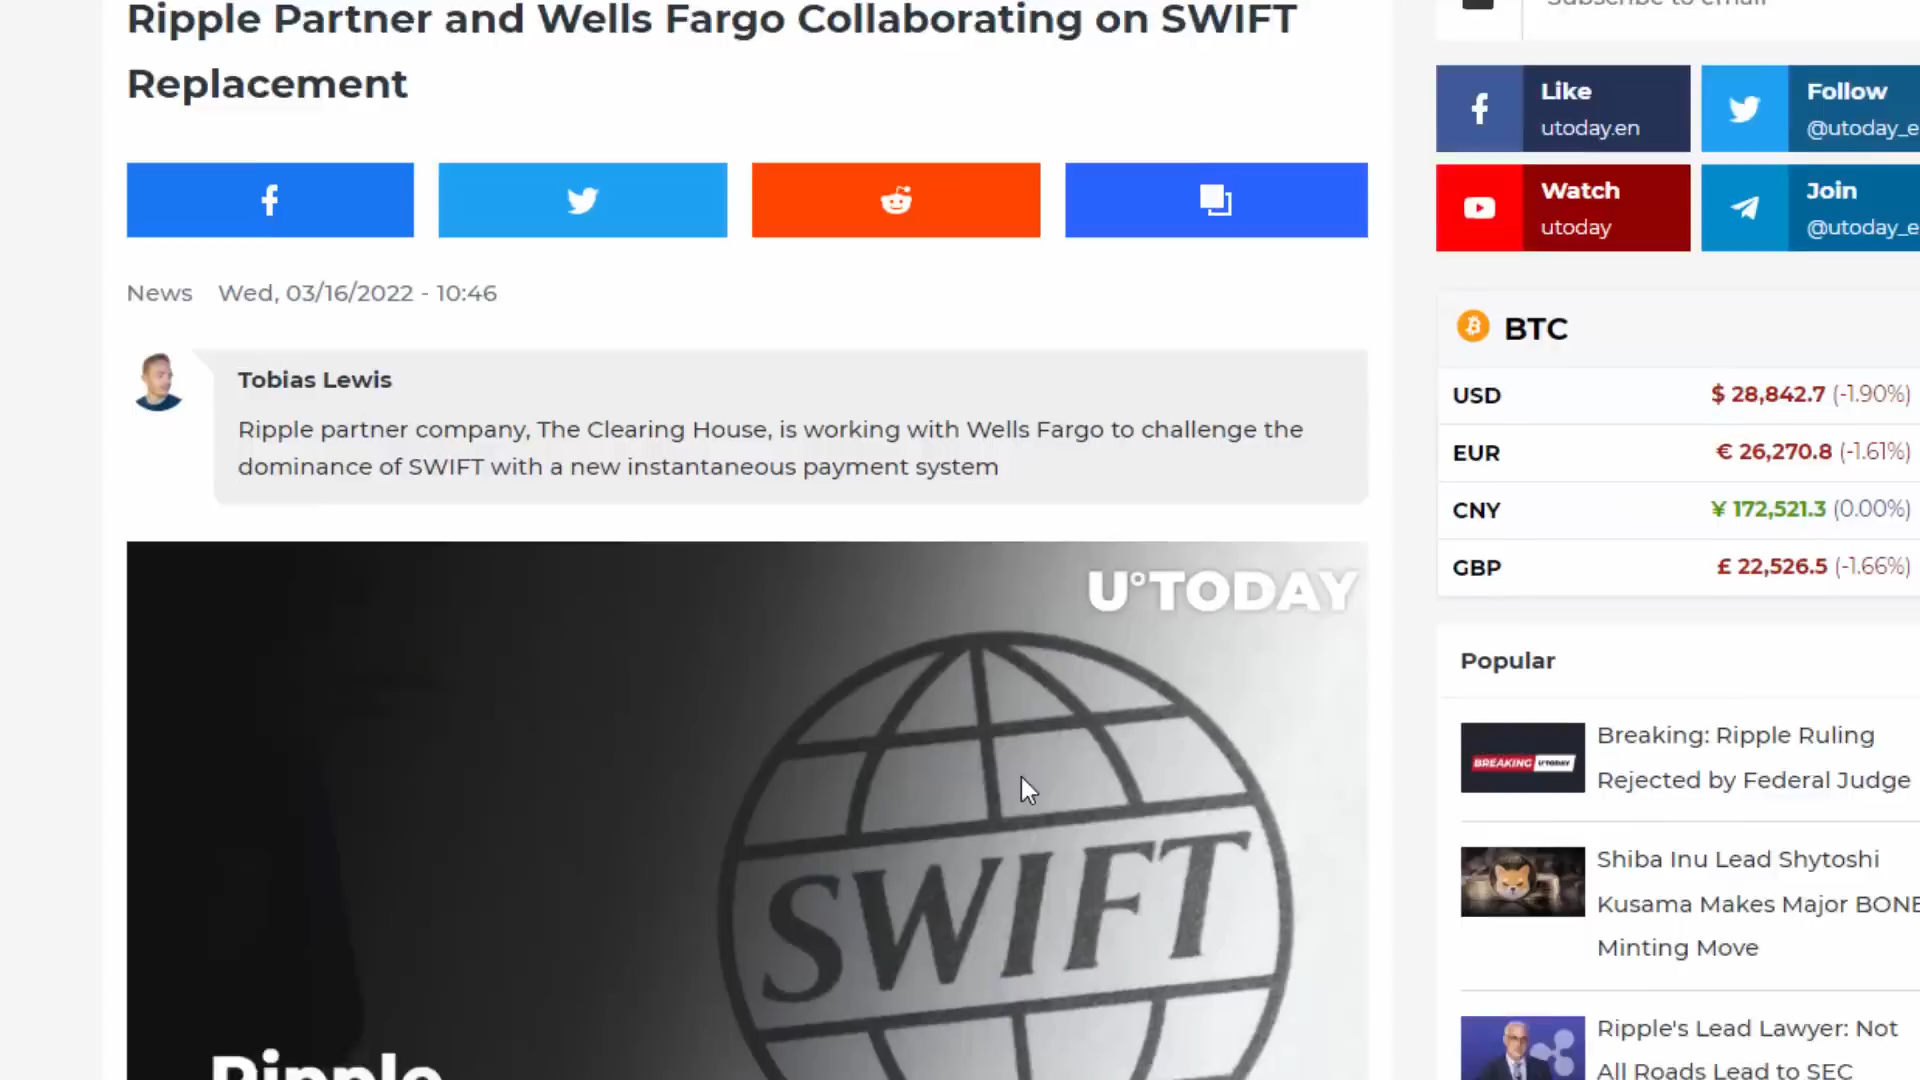 Ripple Partner and Wells Fargo Collaborating on SWIFT
Replacement
News Wed, 03/16/2022 - 10:46
Tobias Lewis
Ripple partner company, The Clearing House, is working with Wells Fargo to challenge the
dominance of SWIFT with a new instantaneous payment system
U°TODAY
SWIFT
Ripple
Subscribe to email
Like
utoday.en
Follow
@utoday_e
Watch
utoday
Join
@utoday_e
BTC
USD $ 28,842.7 (-1.90%)
EUR € 26,270.8 (-1.61%)
CNY ¥ 172,521.3 (0.00%)
GBP £ 22,526.5 (-1.66%)
Popular
BREAKING U°TODAY
Breaking: Ripple Ruling
Rejected by Federal Judge
Shiba Inu Lead Shytoshi
Kusama Makes Major BONE
Minting Move
Ripple's Lead Lawyer: Not
All Roads Lead to SEC